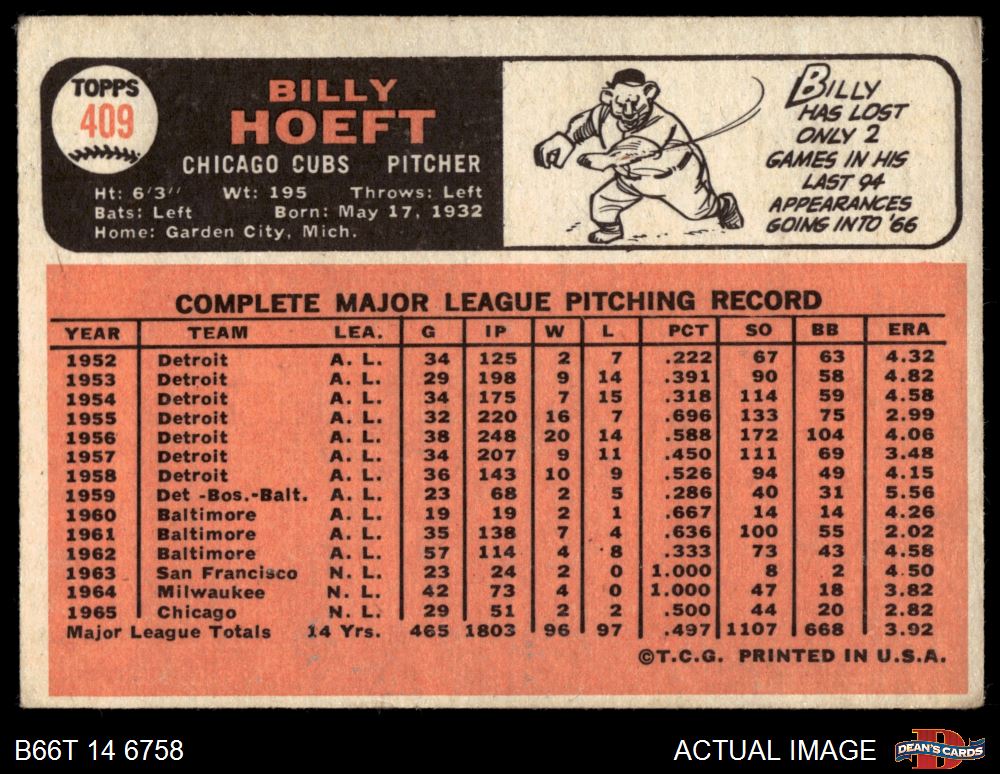 TOPPS
409
BILLY
HOEFT
CHICAGO CUBS PITCHER
Ht: 6'3'' Wt: 195 Throws: Left
Bats: Left Born: May 17, 1932
Home: Garden City, Mich.
BILLY
HAS LOST
ONLY 2
GAMES IN HIS
LAST 94
APPEARANCES
GOING INTO '66
COMPLETE MAJOR LEAGUE PITCHING RECORD
YEAR TEAM LEA. G IP W L PCT SO BB ERA
1952 Detroit A. L. 34 125 2 7 .222 67 63 4.32
1953 Detroit A. L. 29 198 9 14 .391 90 58 4.82
1954 Detroit A. L. 34 175 7 15 .318 114 59 4.58
1955 Detroit A. L. 32 220 16 7 .696 133 75 2.99
1956 Detroit A. L. 38 248 20 14 .588 172 104 4.06
1957 Detroit A. L. 34 207 9 11 .450 111 69 3.48
1958 Detroit A. L. 36 143 10 9 .526 94 49 4.15
1959 Det -Bos.-Balt. A. L. 23 68 2 5 .286 40 31 5.56
1960 Baltimore A. L. 19 19 2 1 .667 14 14 4.26
1961 Baltimore A. L. 35 138 7 4 .636 100 55 2.02
1962 Baltimore A. L. 57 114 4 8 .333 73 43 4.58
1963 San Francisco N. L. 23 24 2 0 1.000 8 2 4.50
1964 Milwaukee N. L. 42 73 4 0 1.000 47 18 3.82
1965 Chicago N. L. 29 51 2 2 .500 44 20 2.82
Major League Totals 14 Yrs. 465 1803 96 97 .497 1107 668 3.92
©T.C.G. PRINTED IN U.S.A.
B66T 14 6758
ACTUAL IMAGE
D
DEAN'S CARDS